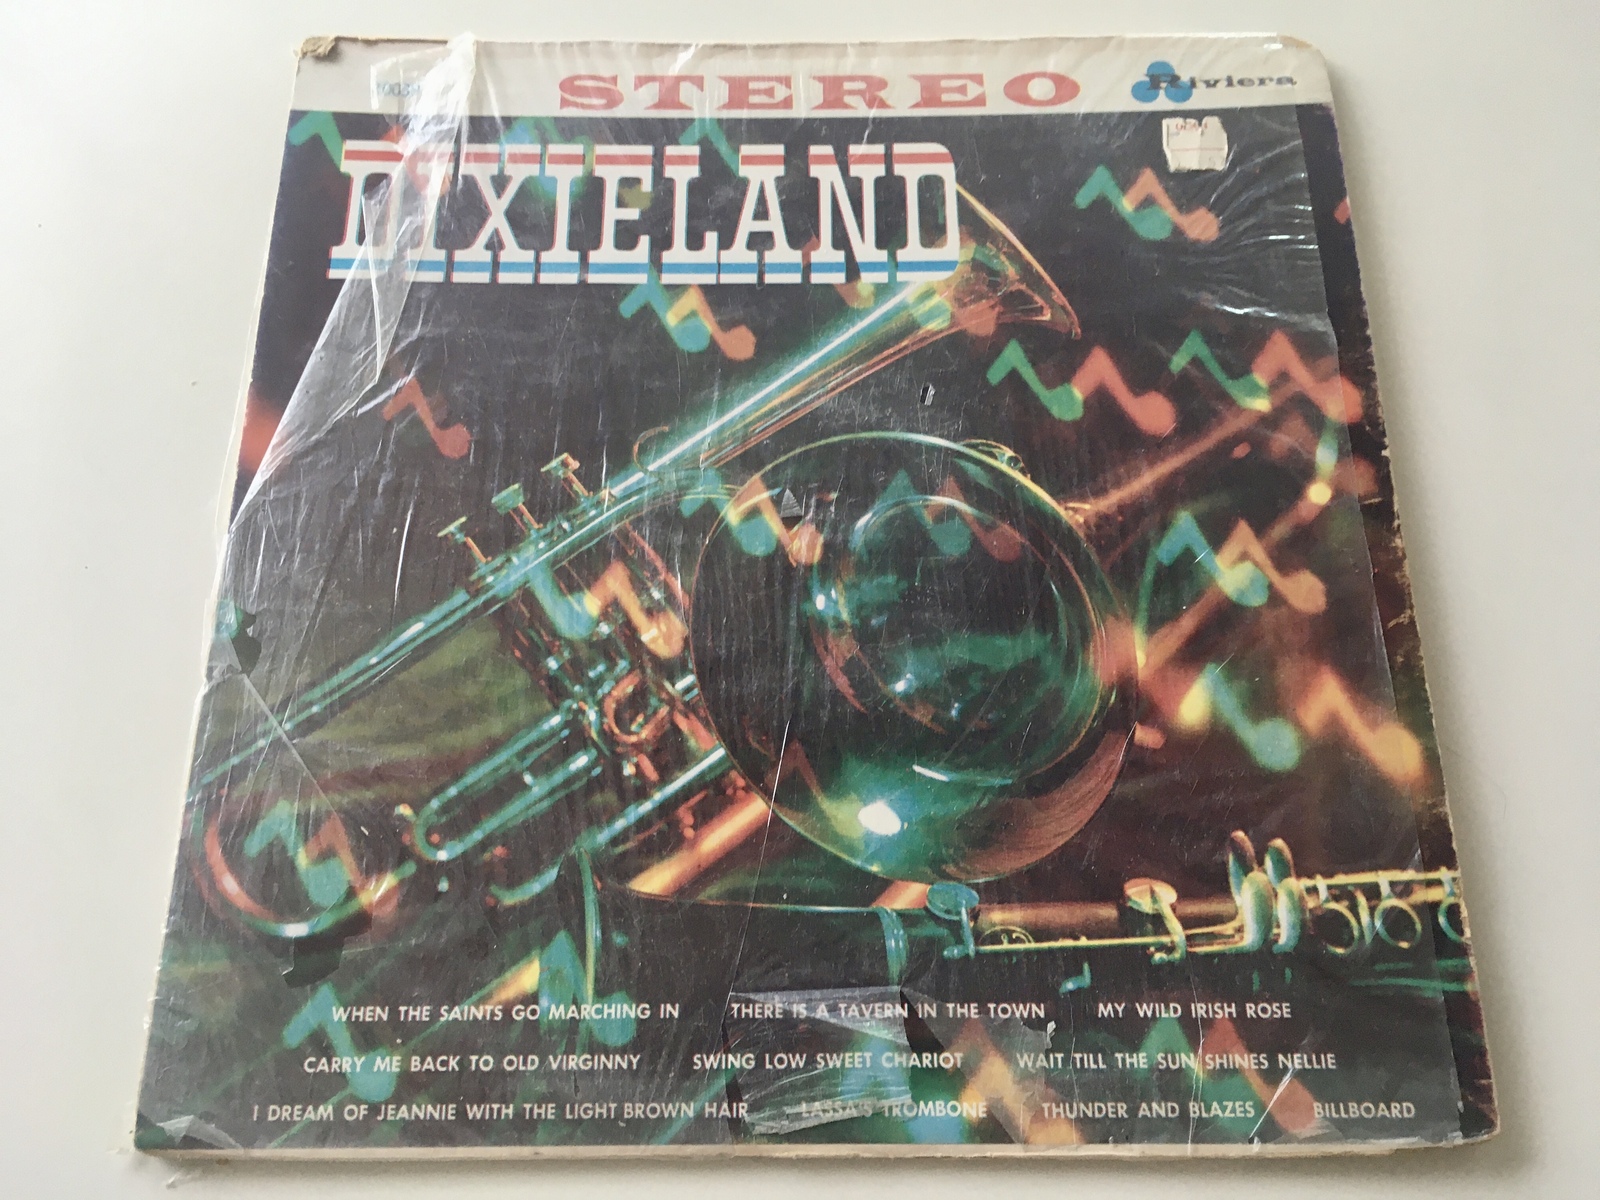 STEREO
Riviera
DIXIELAND
WHEN THE SAINTS GO MARCHING IN THERE IS A TAVERN IN THE TOWN MY WILD IRISH ROSE
CARRY ME BACK TO OLD VIRGINNY SWING LOW SWEET CHARIOT WAIT TILL THE SUN SHINES NELLIE
I DREAM OF JEANNIE WITH THE LIGHT BROWN HAIR LASSA'S TROMBONE THUNDER AND BLAZES BILLBOARD